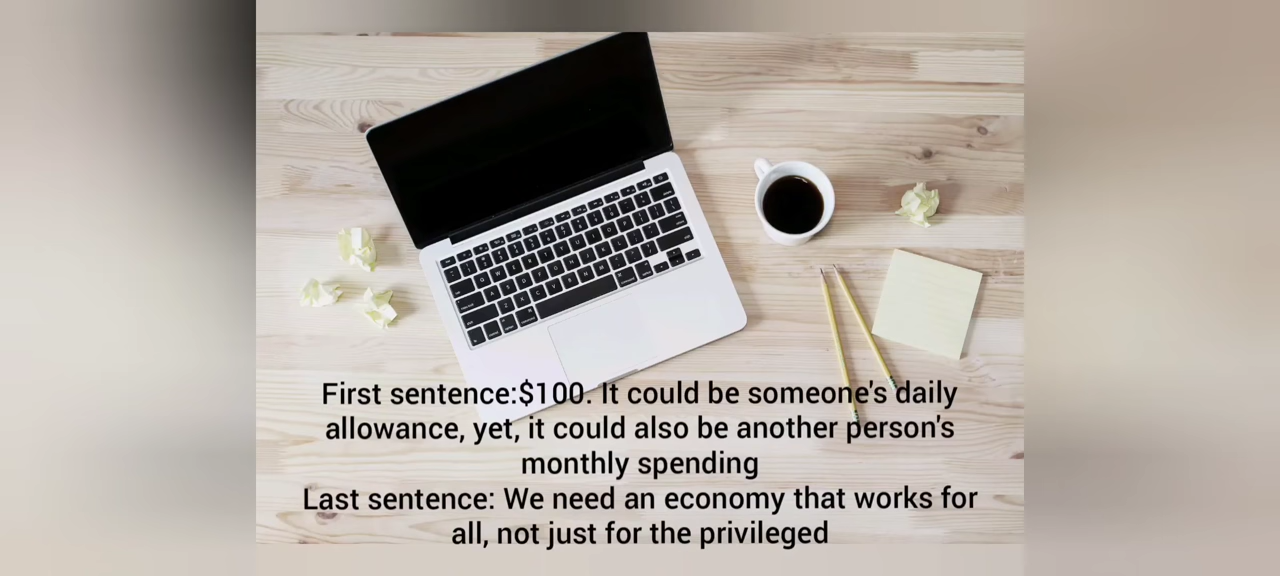 First sentence:$100. It could be someone's daily
allowance, yet, it could also be another person's
monthly spending
Last sentence: We need an economy that works for
all, not just for the privileged